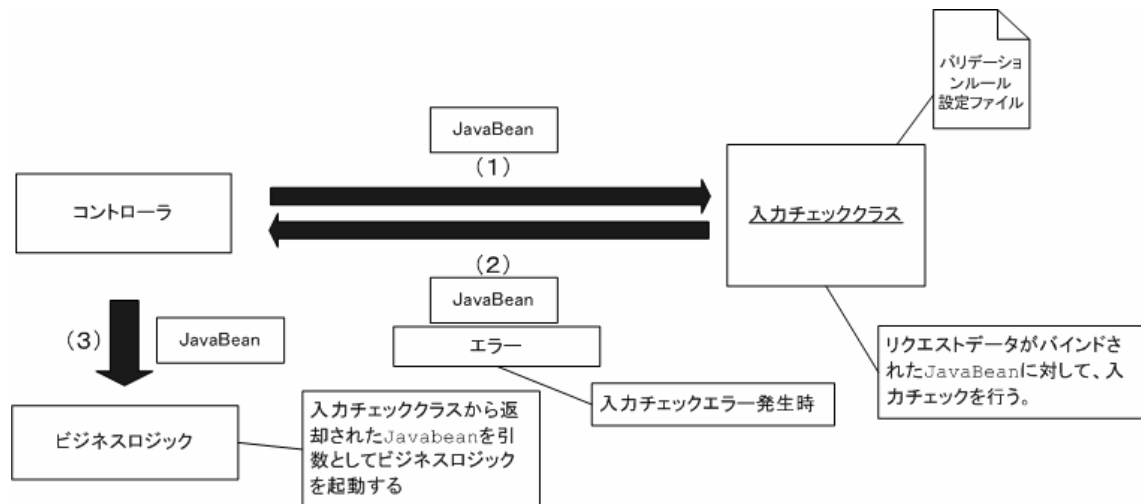 バリデーショ
ンルール
設定ファイル
JavaBean
(1)
コントローラ
入力チェッククラス
(2)
JavaBean
エラー
(3)
JavaBean
リクエストデータがバインドさ
れたJavaBeanに対して、入
力チェックを行う。
入力チェックエラー発生時
ビジネスロジック
入力チェッククラスから返
却されたJavabeanを引
数としてビジネスロジック
を起動する